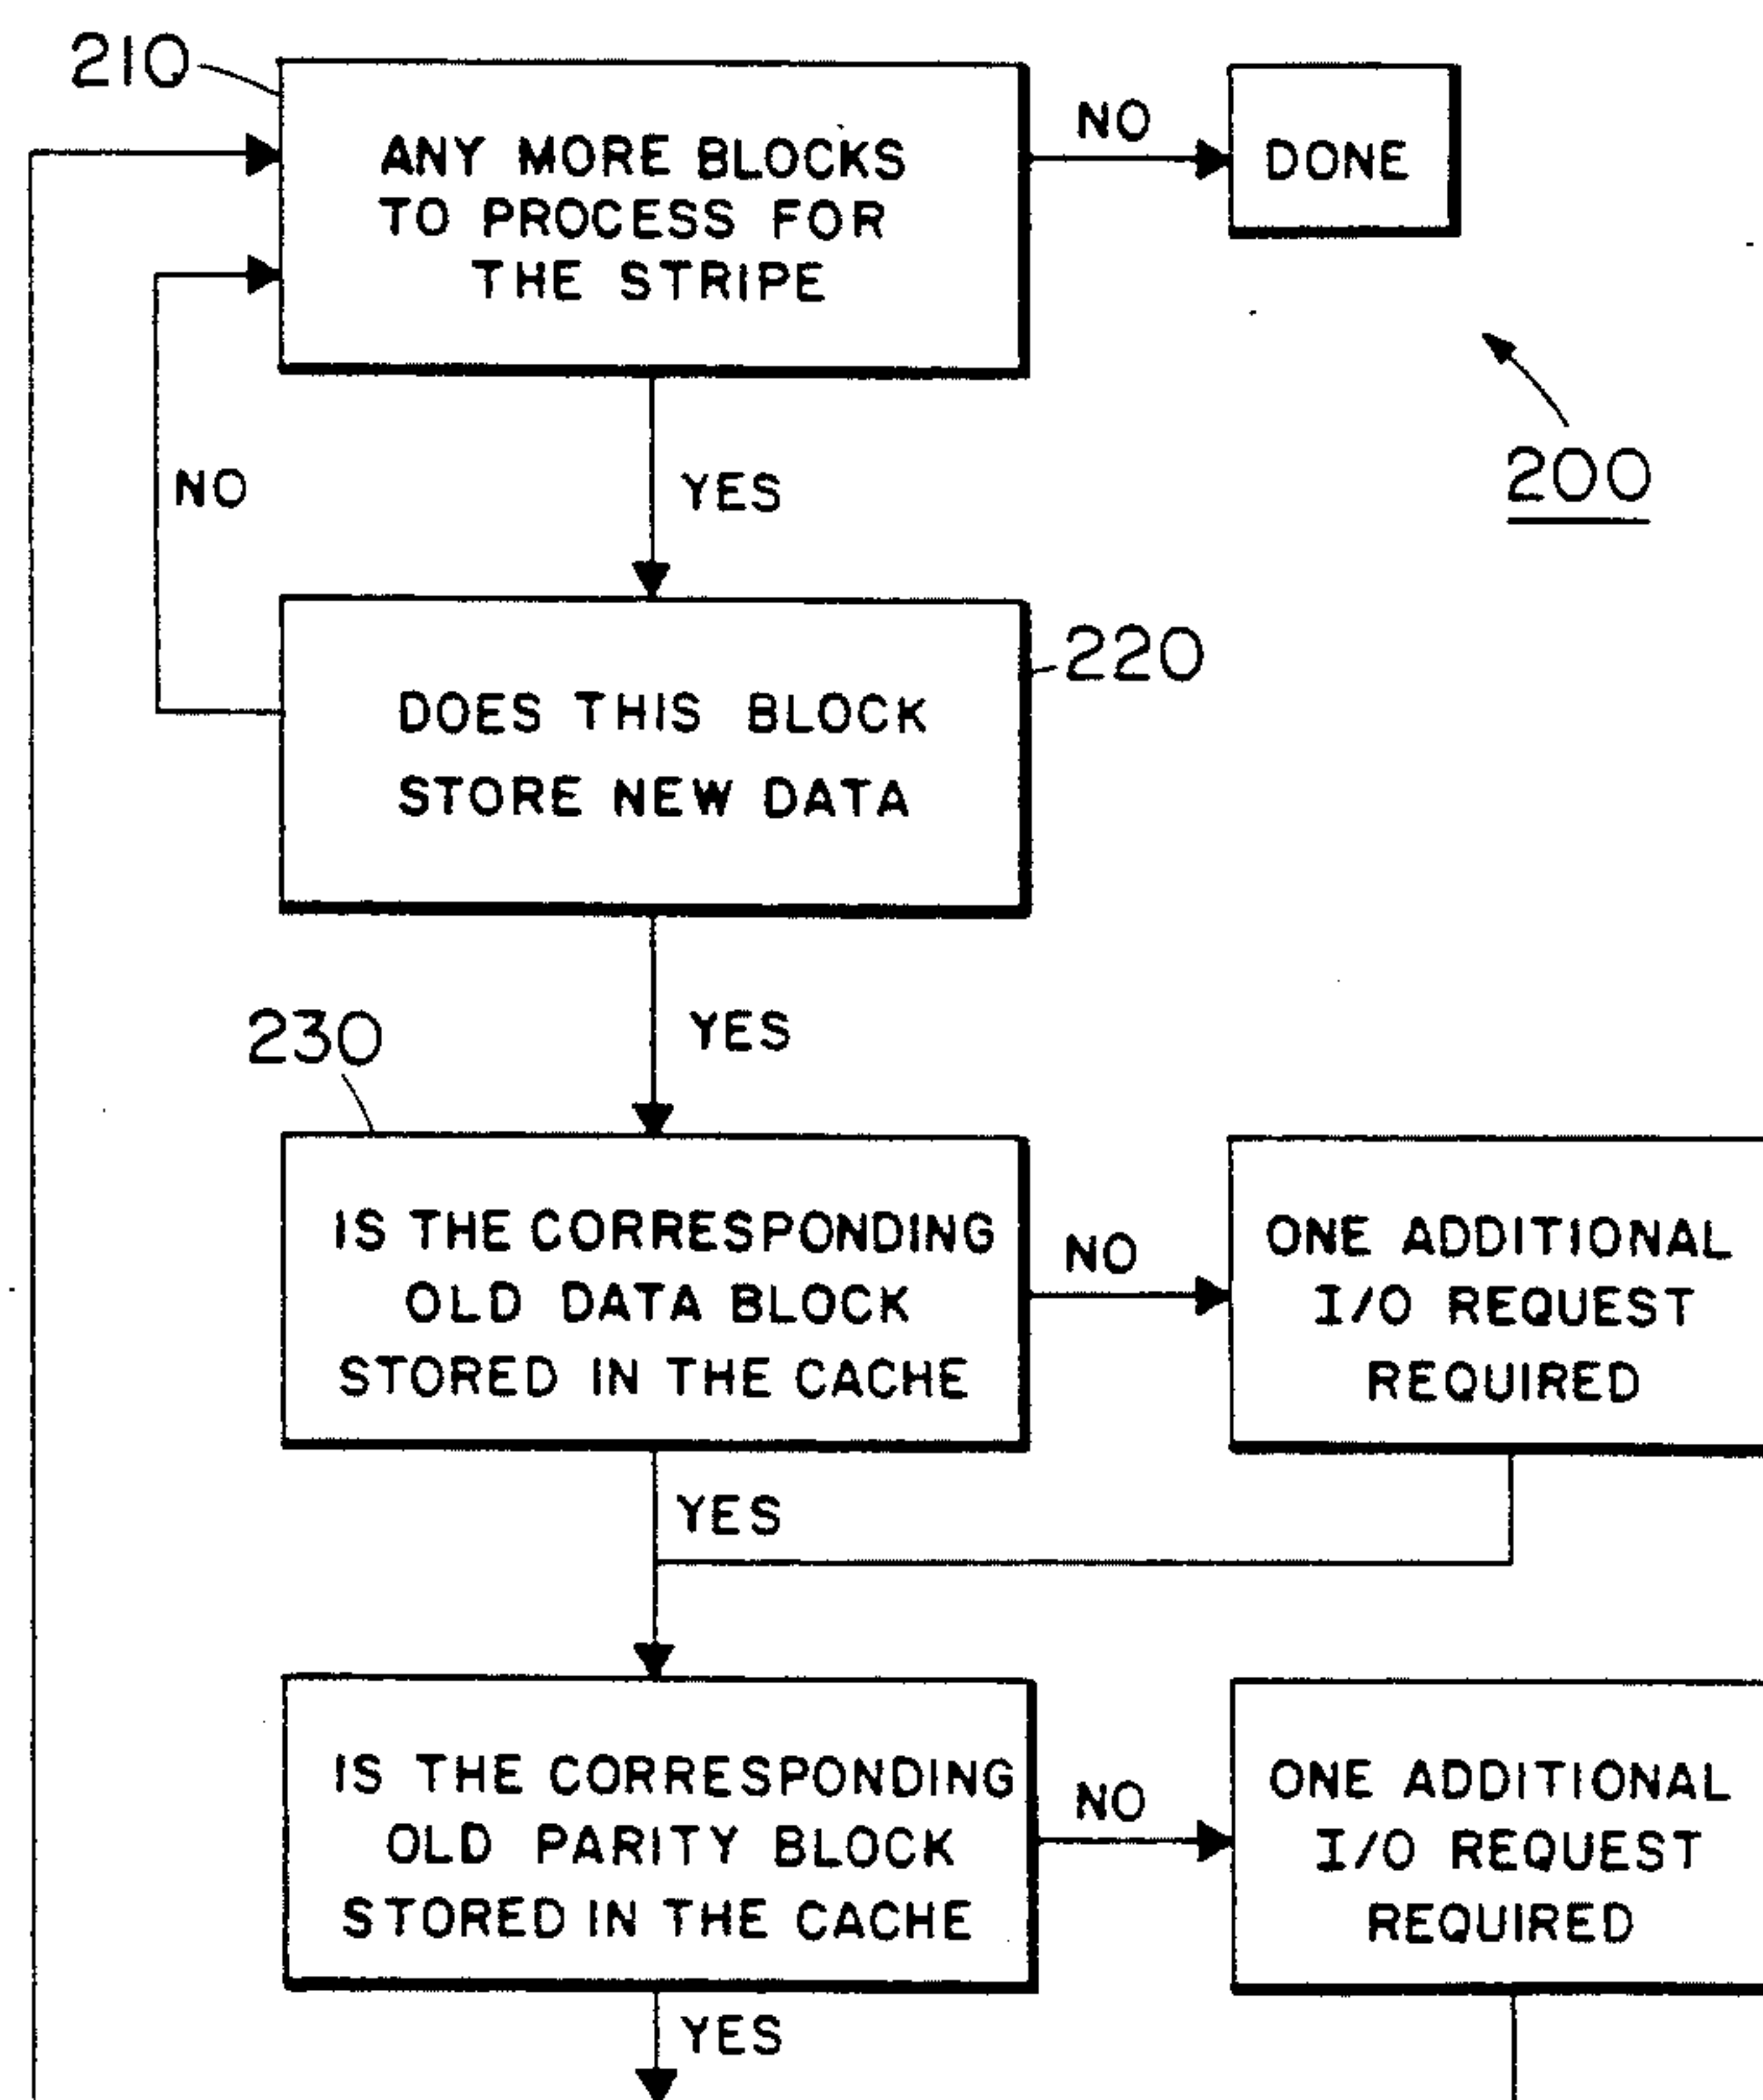 210
ANY MORE BLOCKS
TO PROCESS FOR
THE STRIPE
NO
DONE
200
NO
YES
220
DOES THIS BLOCK
STORE NEW DATA
YES
230
IS THE CORRESPONDING
OLD DATA BLOCK
STORED IN THE CACHE
NO
ONE ADDITIONAL
I/O REQUEST
REQUIRED
YES
IS THE CORRESPONDING
OLD PARITY BLOCK
STORED IN THE CACHE
NO
ONE ADDITIONAL
I/O REQUEST
REQUIRED
YES